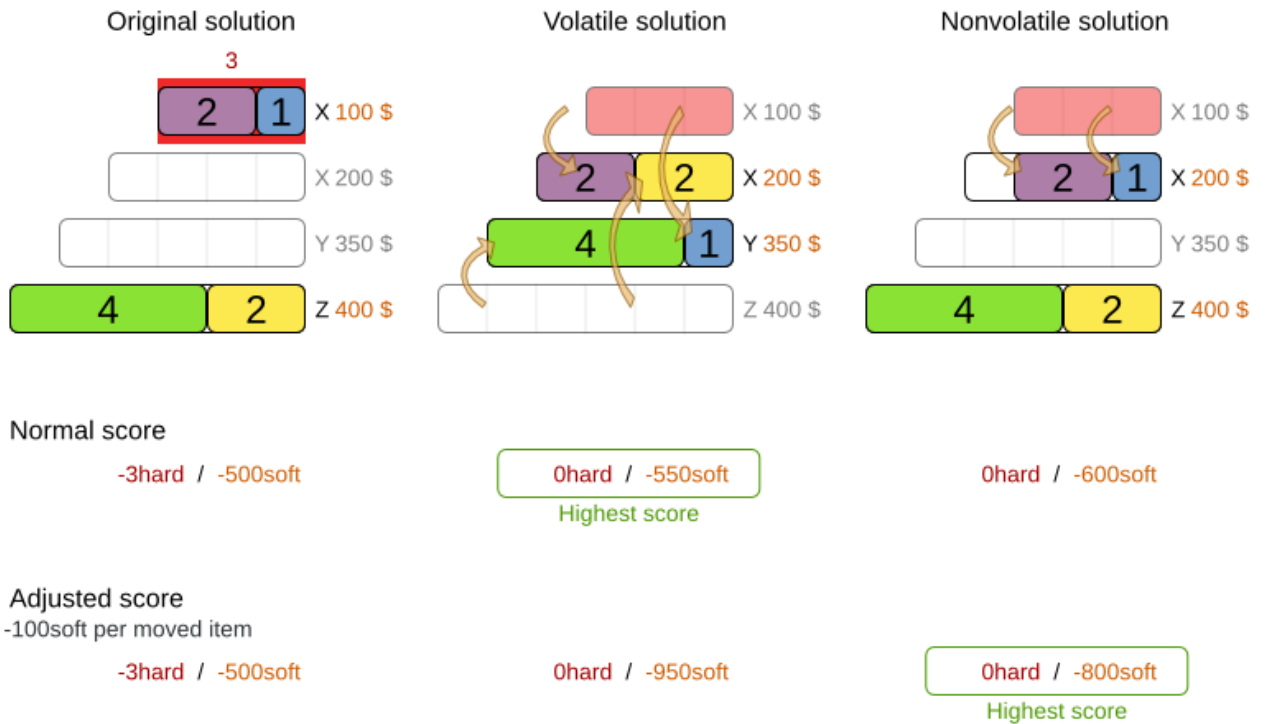 Original solution Volatile solution Nonvolatile solution
3
2 1 X 100 $ X 100 $ X 100 $
X 200 $ 2 2 X 200 $ 2 1 X 200 $
Y 350 $ 4 1 Y 350 $ Y 350 $
4 2 Z 400 $ Z 400 $ 4 2 Z 400 $
Normal score
-3hard / -500soft 0hard / -550soft 0hard / -600soft
Highest score
Adjusted score
-100soft per moved item
-3hard / -500soft 0hard / -950soft 0hard / -800soft
Highest score